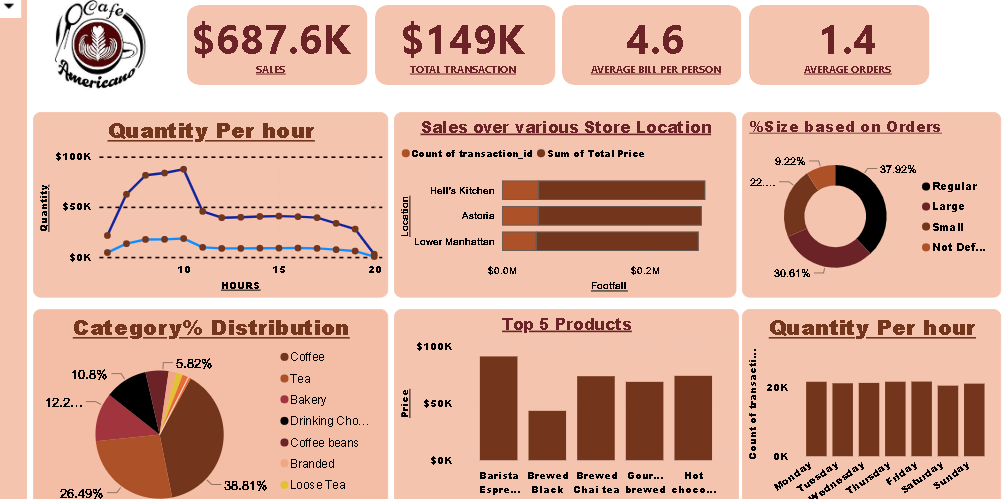 Cafe
Americano
$687.6K
SALES
$149K
TOTAL TRANSACTION
4.6
AVERAGE BILL PER PERSON
1.4
AVERAGE ORDERS
Quantity Per hour
$100K
$50K
$0K
Quantity
10 15 20
HOURS
Sales over various Store Location
Count of transaction_id Sum of Total Price
Location
Hell's Kitchen
Astoria
Lower Manhattan
$0.0M $0.2M
Footfall
%Size based on Orders
9.22%
37.92%
22....
30.61%
Regular
Large
Small
Not Def...
Category% Distribution
5.82%
10.8%
12.2...
26.49%
38.81%
Coffee
Tea
Bakery
Drinking Cho...
Coffee beans
Branded
Loose Tea
Top 5 Products
$100K
$50K
$0K
Price
Barista Espre...
Brewed Black
Brewed Chai tea
Gour... brewed
Hot choco...
Quantity Per hour
Count of transacti...
20K
0K
Monday
Tuesday
Wednesday
Thursday
Friday
Saturday
Sunday